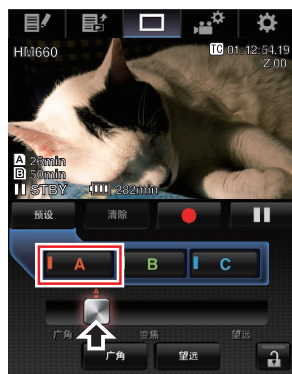 HM660
TC 01:12:54.19
Z 00
A 26min
B 50min
STBY 282min
预设 清除
A B C
A
广角 变焦 望远
广角 望远